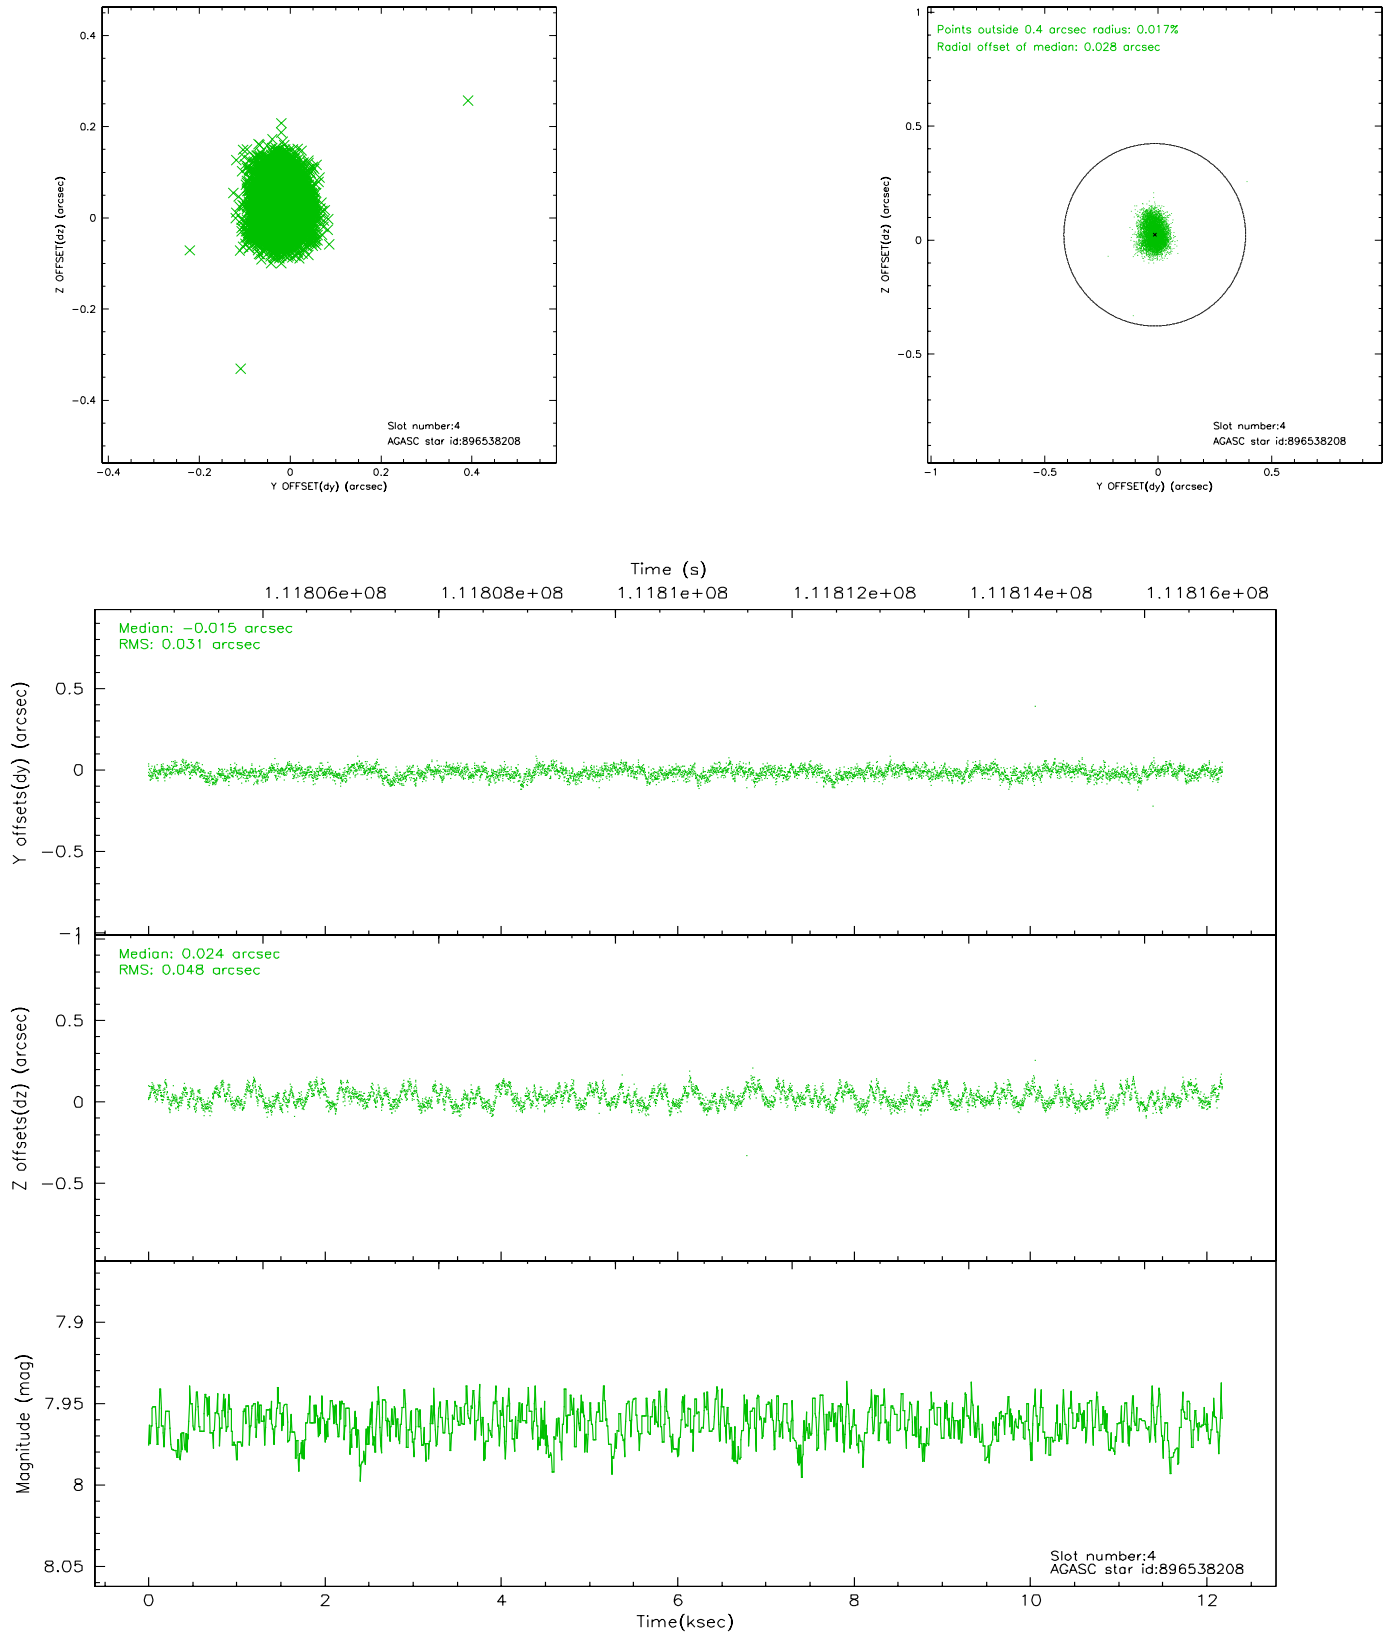 0.4
0.2
0
-0.2
-0.4
Z OFFSET(dz) (arcsec)
Slot number:4
AGASC star id:896538208
-0.4 -0.2 0 0.2 0.4
Y OFFSET(dy) (arcsec)
Points outside 0.4 arcsec radius: 0.017%
Radial offset of median: 0.028 arcsec
1
0.5
0
-0.5
-1
Z OFFSET(dz) (arcsec)
Slot number:4
AGASC star id:896538208
-1 -0.5 0 0.5
Y OFFSET(dy) (arcsec)
Time (s)
1.11806e+08 1.11808e+08 1.1181e+08 1.11812e+08 1.11814e+08 1.11816e+08
Median: -0.015 arcsec
RMS: 0.031 arcsec
0.5
0
-0.5
-1
Y offsets(dy) (arcsec)
Median: 0.024 arcsec
RMS: 0.048 arcsec
1
0.5
0
-0.5
Z offsets(dz) (arcsec)
7.9
7.95
8
8.05
Magnitude (mag)
Slot number:4
AGASC star id:896538208
0 2 4 6 8 10 12
Time(ksec)